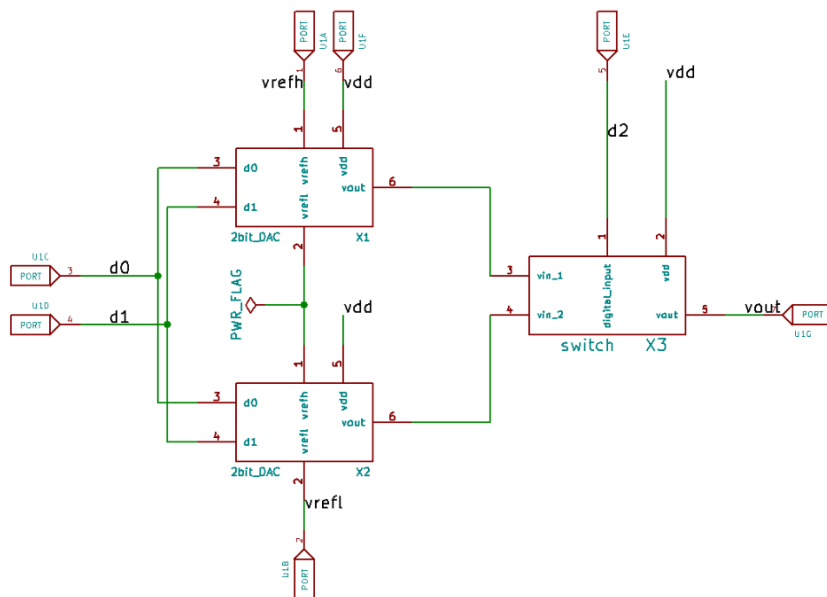 PORT
U1A
1
PORT
U1F
6
PORT
U1E
5
vrefh
vdd
vdd
d2
1
5
3
d0
vrefh
vdd
4
d1
vrefl
vout
6
2bit_DAC
X1
2
1
2
U1C
PORT
3
d0
PWR_FLAG
vdd
3
vin_1
digital_input
vdd
U1D
PORT
4
d1
4
vin_2
vout
5
vout
PORT
U1G
switch
X3
1
5
3
d0
vrefh
vdd
4
d1
vrefl
vout
6
2bit_DAC
X2
2
vrefl
2
U1B
PORT